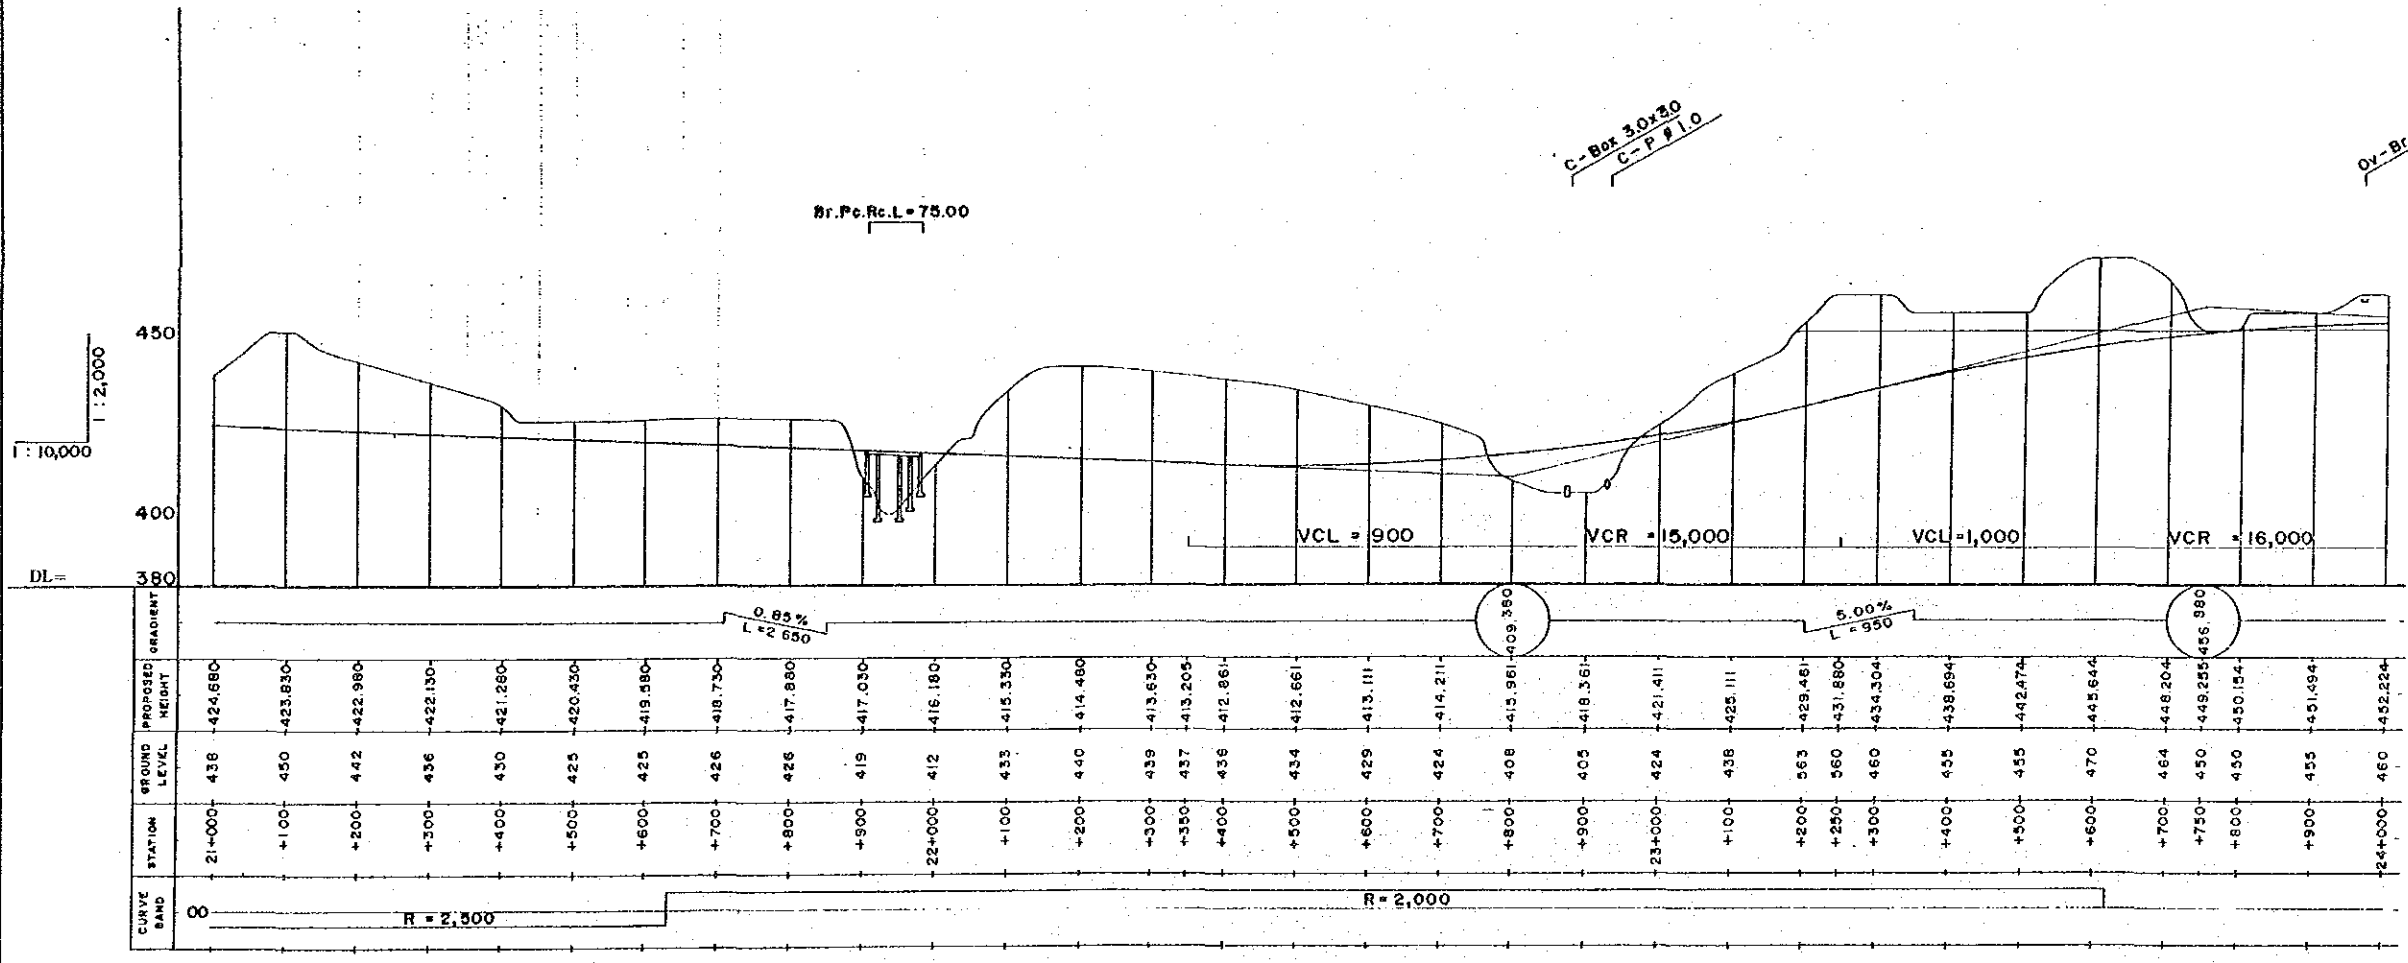 C-Box 3.0x3.0
C-P ø1.0
Ov-Br
Br.Pc.Rc.L=75.00
450
1:2,000
1:10,000
400
VCL = 900
VCR = 15,000
VCL=1,000
VCR = 16,000
DL=
380
GRADIENT
0.85%
L=2 650
409.380
5.00%
L=950
456.880
PROPOSED HEIGHT
424.680 423.830 422.980 422.130 421.280 420.430 419.580 418.730 417.880 417.030 416.180 415.330 414.480 413.630 413.205 412.861 412.661 413.111 414.211 415.961 418.361 421.411 425.111 429.461 431.880 434.304 438.694 442.474 445.644 448.204 449.255 450.154 451.494 452.224
GROUND LEVEL
438 450 442 436 430 425 425 426 426 419 412 433 440 439 437 436 434 429 424 408 405 424 438 563 560 460 455 455 470 464 450 450 455 460
STATION
21+000 +100 +200 +300 +400 +500 +600 +700 +800 +900 22+000 +100 +200 +300 +350 +400 +500 +600 +700 +800 +900 23+000 +100 +200 +250 +300 +400 +500 +600 +700 +750 +800 +900 24+000
CURVE BAND
00
R = 2,500
R = 2,000